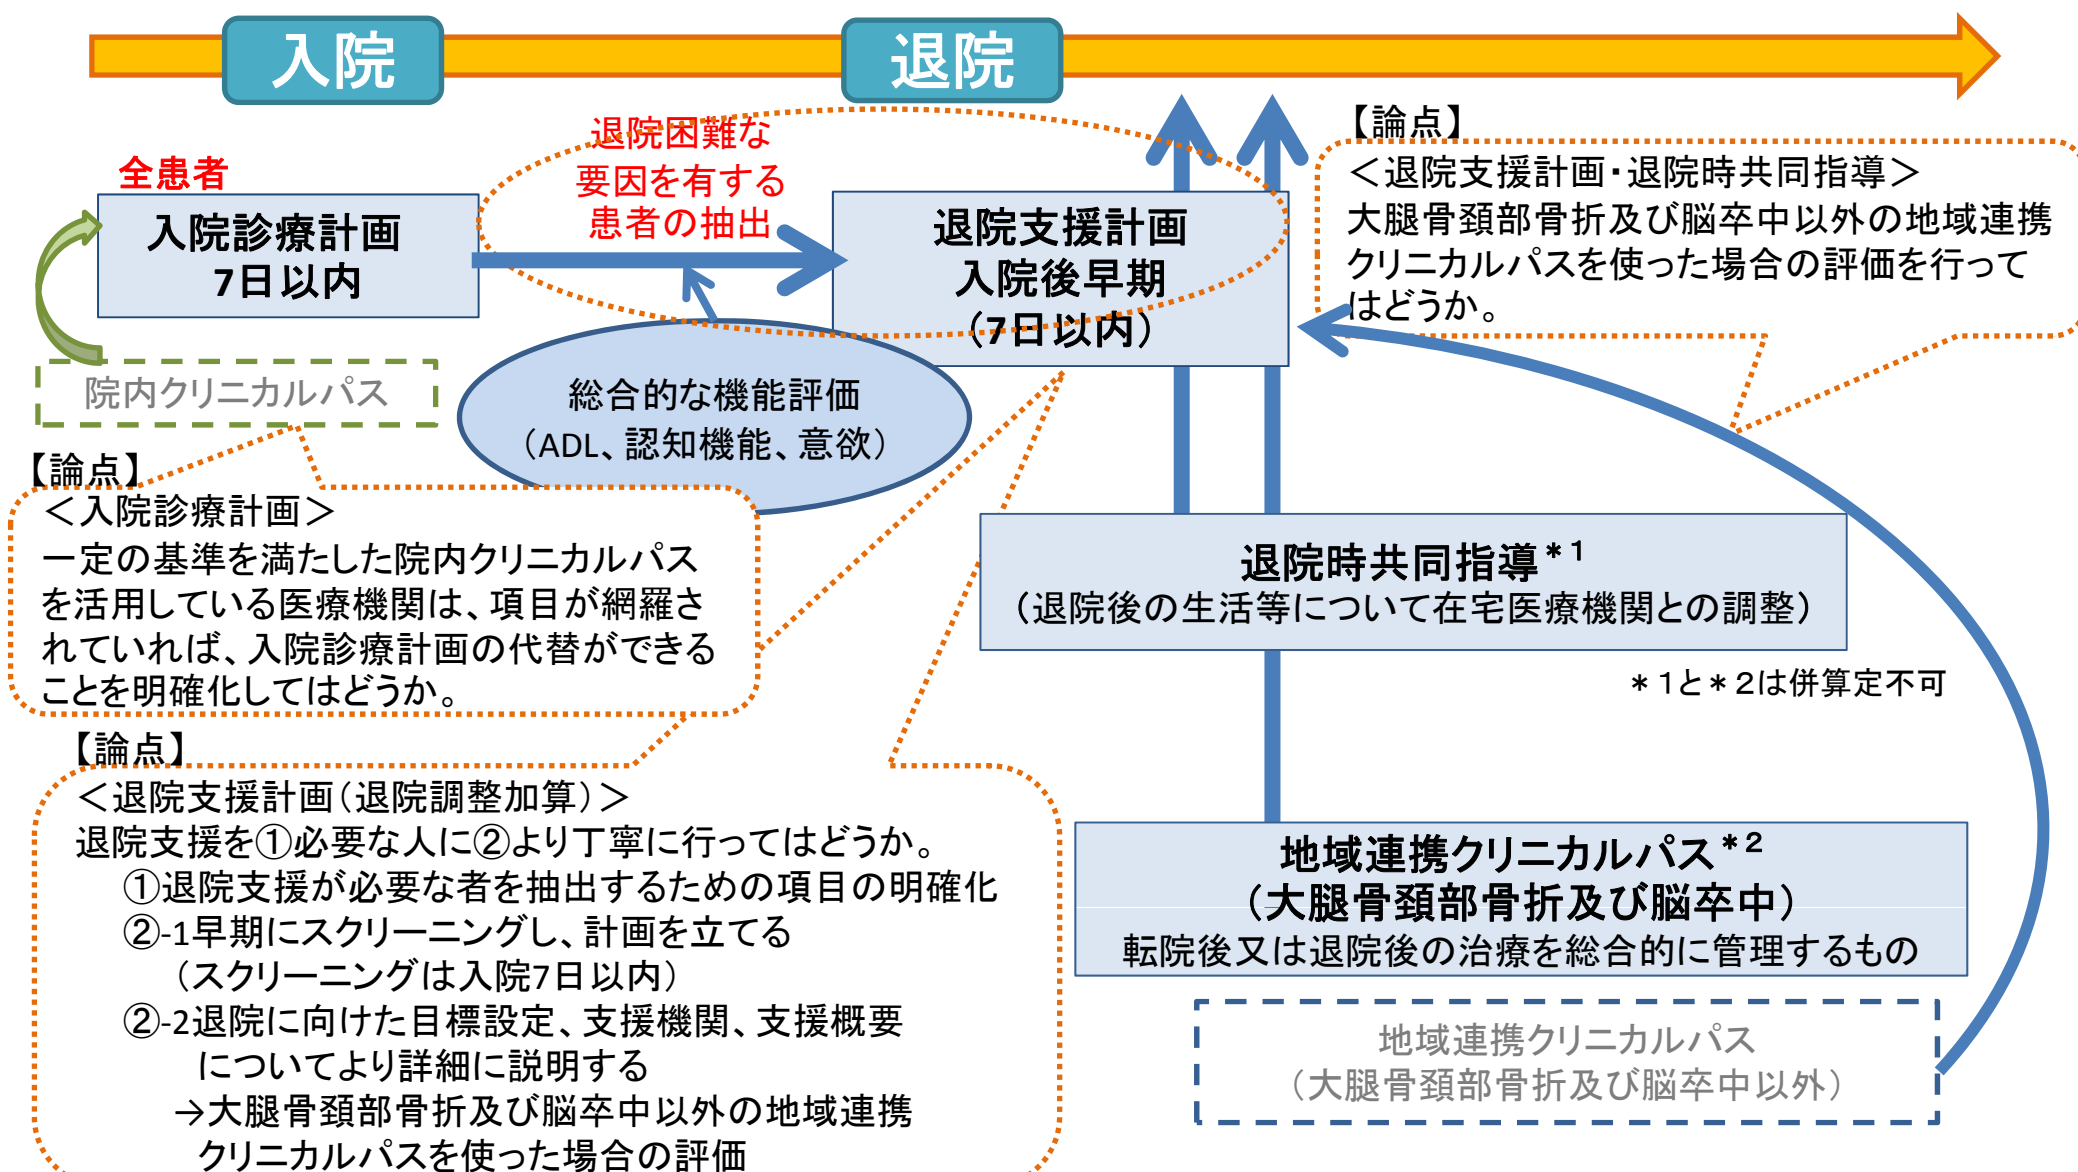 入院
退院
全患者
入院診療計画
7日以内
退院困難な
要因を有する
患者の抽出
退院支援計画
入院後早期
（7日以内）
【論点】
＜退院支援計画・退院時共同指導＞
大腿骨頚部骨折及び脳卒中以外の地域連携
クリニカルパスを使った場合の評価を行って
はどうか。
院内クリニカルパス
総合的な機能評価
（ADL、認知機能、意欲）
【論点】
＜入院診療計画＞
一定の基準を満たした院内クリニカルパス
を活用している医療機関は、項目が網羅さ
れていれば、入院診療計画の代替ができる
ことを明確化してはどうか。
退院時共同指導＊1
（退院後の生活等について在宅医療機関との調整）
＊1と＊2は併算定不可
【論点】
＜退院支援計画（退院調整加算）＞
退院支援を①必要な人に②より丁寧に行ってはどうか。
①退院支援が必要な者を抽出するための項目の明確化
②-1早期にスクリーニングし、計画を立てる
（スクリーニングは入院7日以内）
②-2退院に向けた目標設定、支援機関、支援概要
についてより詳細に説明する
→大腿骨頚部骨折及び脳卒中以外の地域連携
クリニカルパスを使った場合の評価
地域連携クリニカルパス＊2
（大腿骨頚部骨折及び脳卒中）
転院後又は退院後の治療を総合的に管理するもの
地域連携クリニカルパス
（大腿骨頚部骨折及び脳卒中以外）